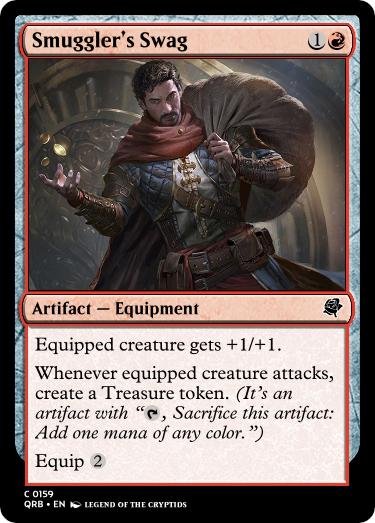 Smuggler's Swag 1
Artifact — Equipment
Equipped creature gets +1/+1.
Whenever equipped creature attacks,
create a Treasure token. (It's an
artifact with “, Sacrifice this artifact:
Add one mana of any color.”)
Equip 2
C 0159
QRB • EN LEGEND OF THE CRYPTIDS